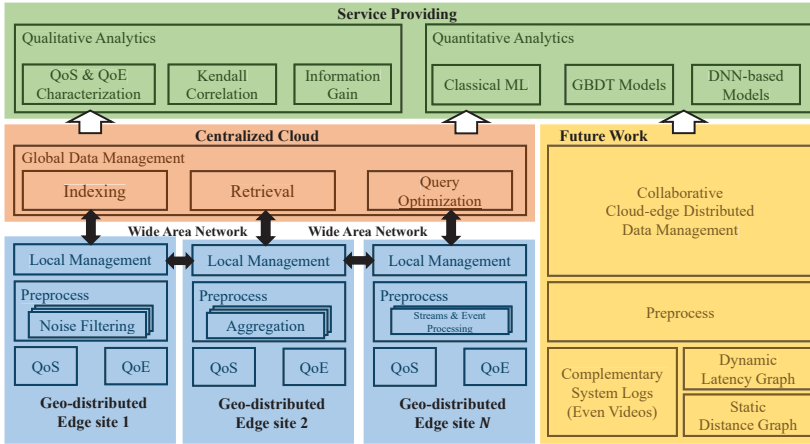 Service Providing
Qualitative Analytics
QoS & QoE
Characterization
Kendall
Correlation
Information
Gain
Quantitative Analytics
Classical ML
GBDT Models
DNN-based
Models
Centralized Cloud
Global Data Management
Indexing
Retrieval
Query
Optimization
Wide Area Network
Wide Area Network
Local Management
Preprocess
Noise Filtering
QoS
QoE
Geo-distributed
Edge site 1
Local Management
Preprocess
Aggregation
QoS
QoE
Geo-distributed
Edge site 2
Local Management
Preprocess
Streams & Event
Processing
QoS
QoE
Geo-distributed
Edge site N
Future Work
Collaborative
Cloud-edge Distributed
Data Management
Preprocess
Complementary
System Logs
(Even Videos)
Dynamic
Latency Graph
Static
Distance Graph